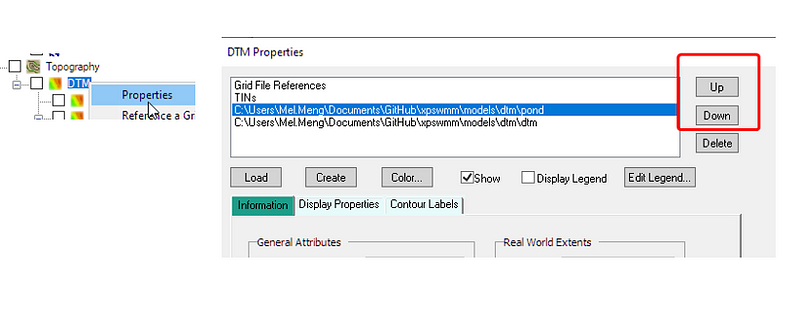 Topography
DTM
Properties
Reference a Gr
DTM Properties
Grid File References
TINs
C:\Users\Mel.Meng\Documents\GitHub\xpswmm\models\dtm\pond
C:\Users\Mel.Meng\Documents\GitHub\xpswmm\models\dtm\dtm
Up
Down
Delete
Load Create Color... Show Display Legend Edit Legend...
Information Display Properties Contour Labels
General Attributes Real World Extents